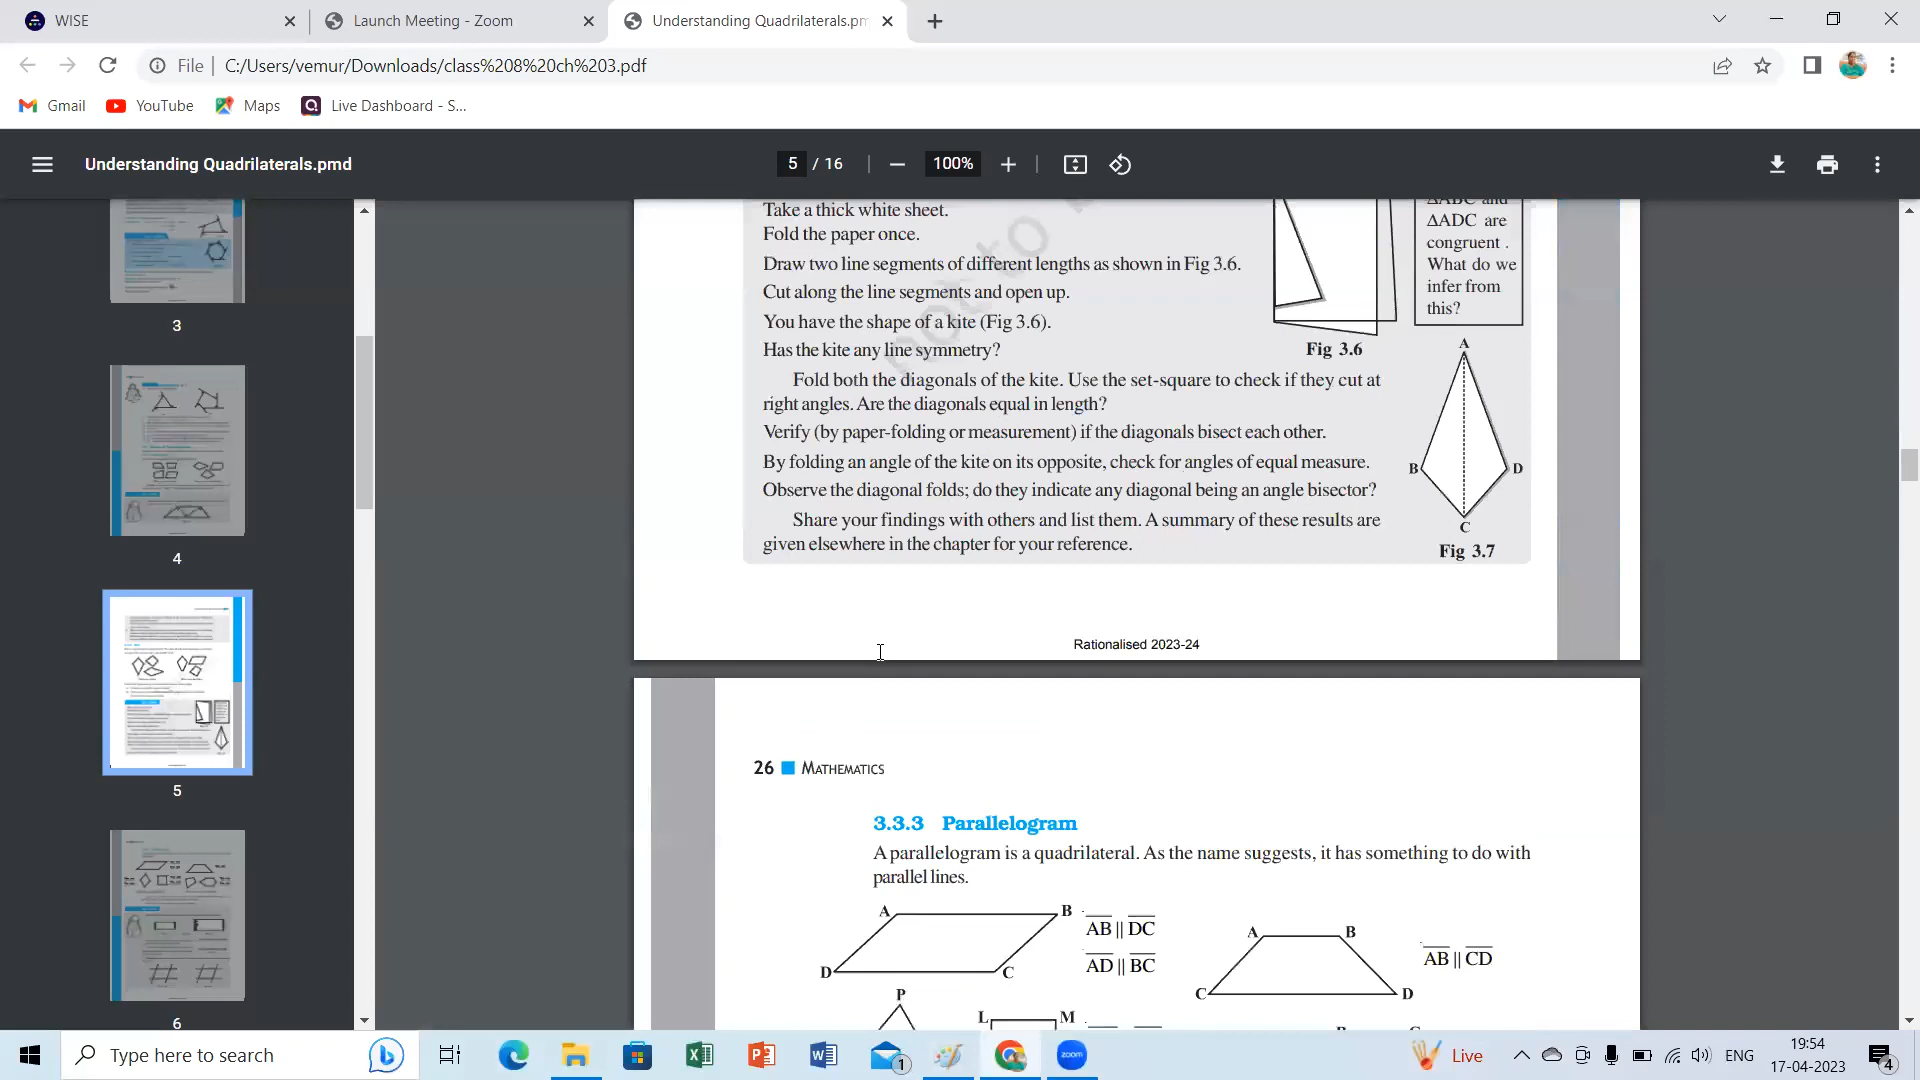 WISE
Launch Meeting - Zoom
Understanding Quadrilaterals.pm
File
C:/Users/vemur/Downloads/class%208%20ch%203.pdf
Gmail
YouTube
Maps
Live Dashboard - S...
Understanding Quadrilaterals.pmd
5 / 16
100%
3
4
5
6
Take a thick white sheet.
Fold the paper once.
Draw two line segments of different lengths as shown in Fig 3.6.
Cut along the line segments and open up.
You have the shape of a kite (Fig 3.6).
Has the kite any line symmetry?
Fold both the diagonals of the kite. Use the set-square to check if they cut at
right angles. Are the diagonals equal in length?
Verify (by paper-folding or measurement) if the diagonals bisect each other.
By folding an angle of the kite on its opposite, check for angles of equal measure.
Observe the diagonal folds; do they indicate any diagonal being an angle bisector?
Share your findings with others and list them. A summary of these results are
given elsewhere in the chapter for your reference.
not to
Fig 3.6
ΔABC and
ΔADC are
congruent .
What do we
infer from
this?
A
B
D
C
Fig 3.7
Rationalised 2023-24
26 MATHEMATICS
3.3.3 Parallelogram
A parallelogram is a quadrilateral. As the name suggests, it has something to do with
parallel lines.
A
B
D
C
AB || DC
AD || BC
A
B
C
D
AB || CD
P
L
M
Type here to search
1
zoom
Live
ENG
19:54
17-04-2023
4